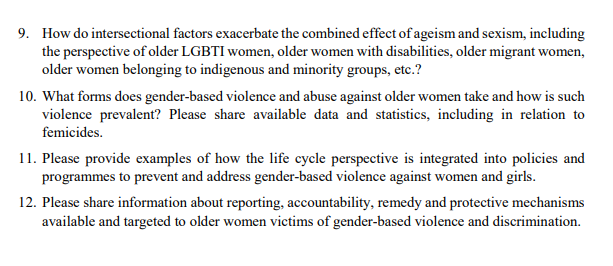 9. How do intersectional factors exacerbate the combined effect of ageism and sexism, including
the perspective of older LGBTI women, older women with disabilities, older migrant women,
older women belonging to indigenous and minority groups, etc.?
10. What forms does gender-based violence and abuse against older women take and how is such
violence prevalent? Please share available data and statistics, including in relation to
femicides.
11. Please provide examples of how the life cycle perspective is integrated into policies and
programmes to prevent and address gender-based violence against women and girls.
12. Please share information about reporting, accountability, remedy and protective mechanisms
available and targeted to older women victims of gender-based violence and discrimination.